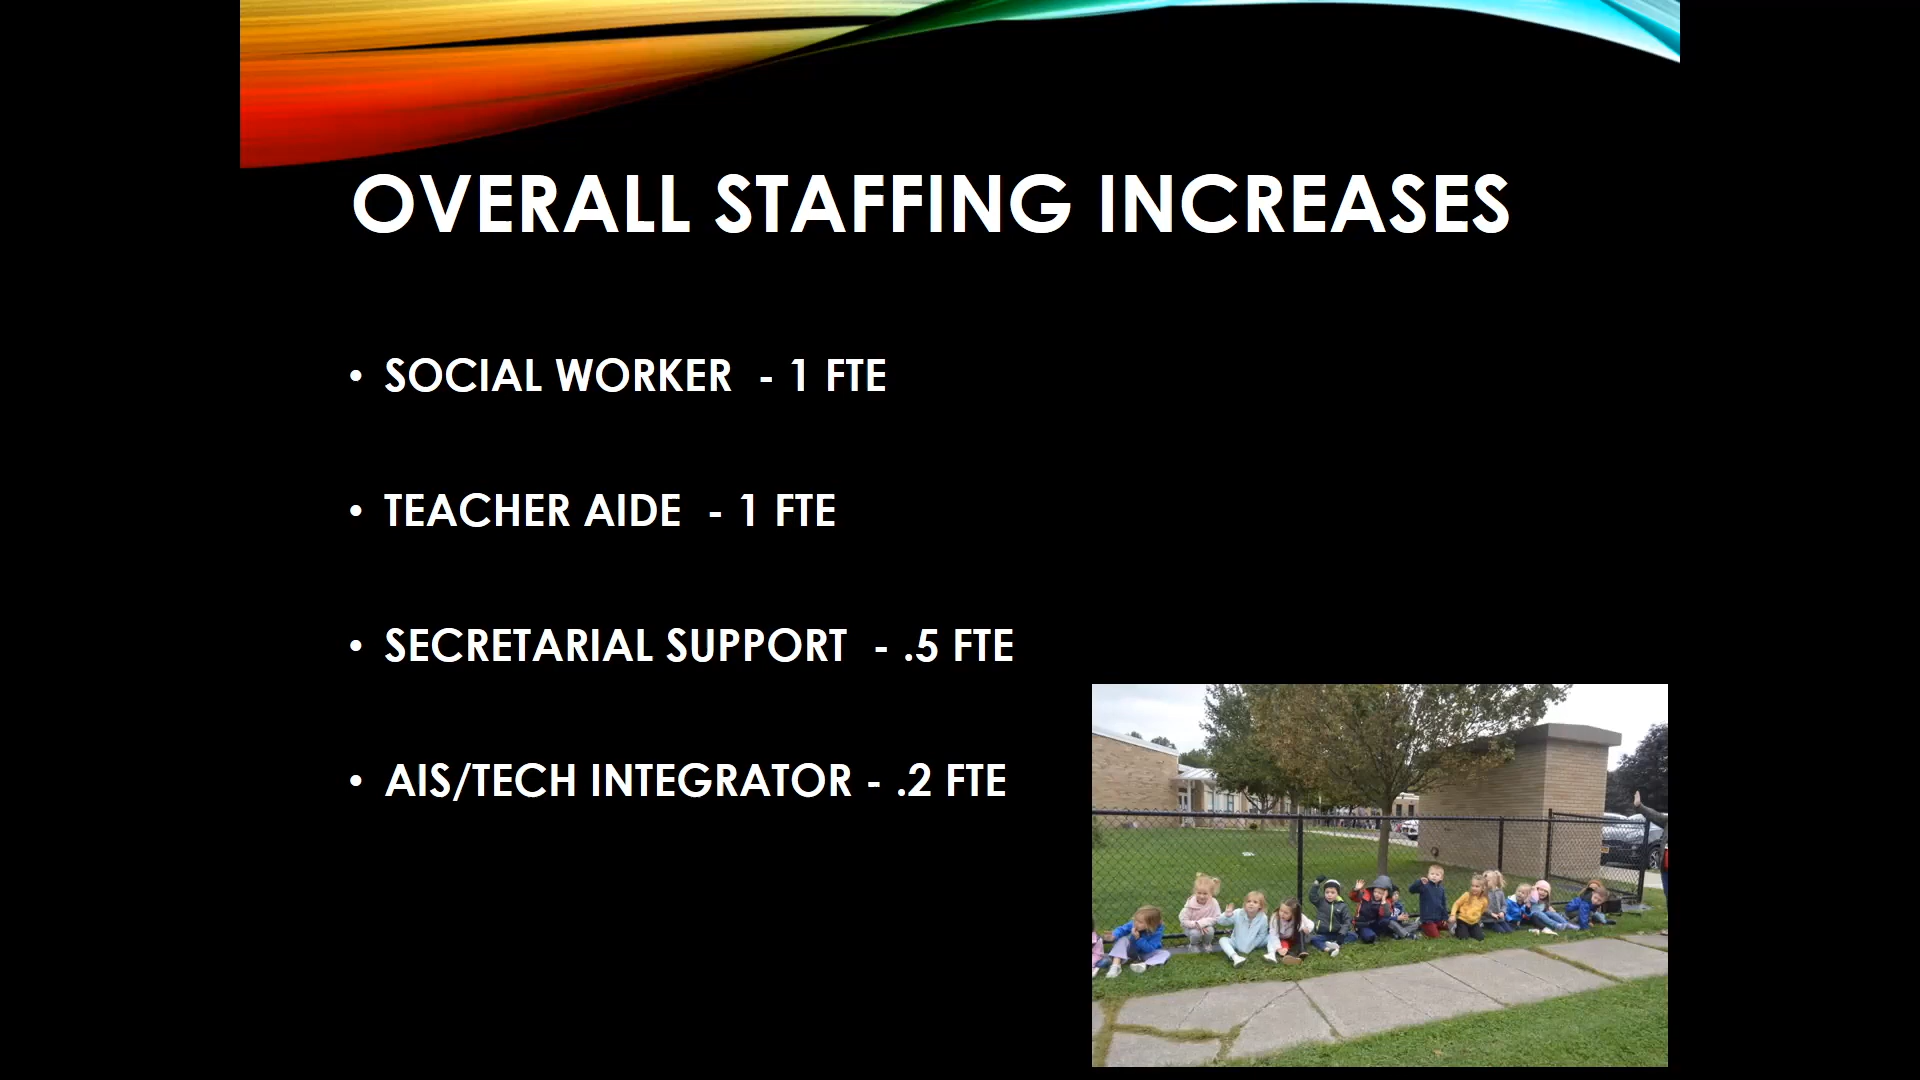 OVERALL STAFFING INCREASES
• SOCIAL WORKER  - 1 FTE
• TEACHER AIDE  - 1 FTE
• SECRETARIAL SUPPORT  - .5 FTE
• AIS/TECH INTEGRATOR - .2 FTE